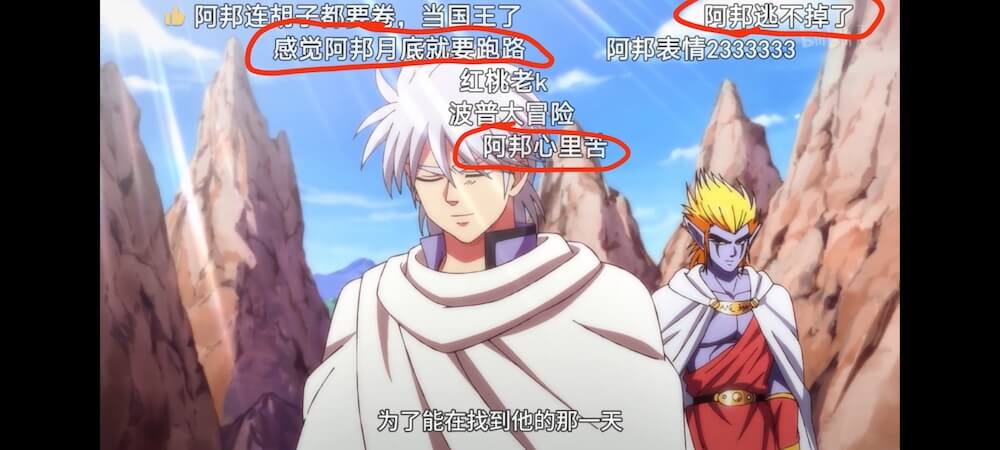 阿邦连胡子都要卷，当国王了
阿邦逃不掉了
感觉阿邦月底就要跑路
阿邦表情2333333
红桃老k
波普大冒险
阿邦心里苦
为了能在找到他的那一天